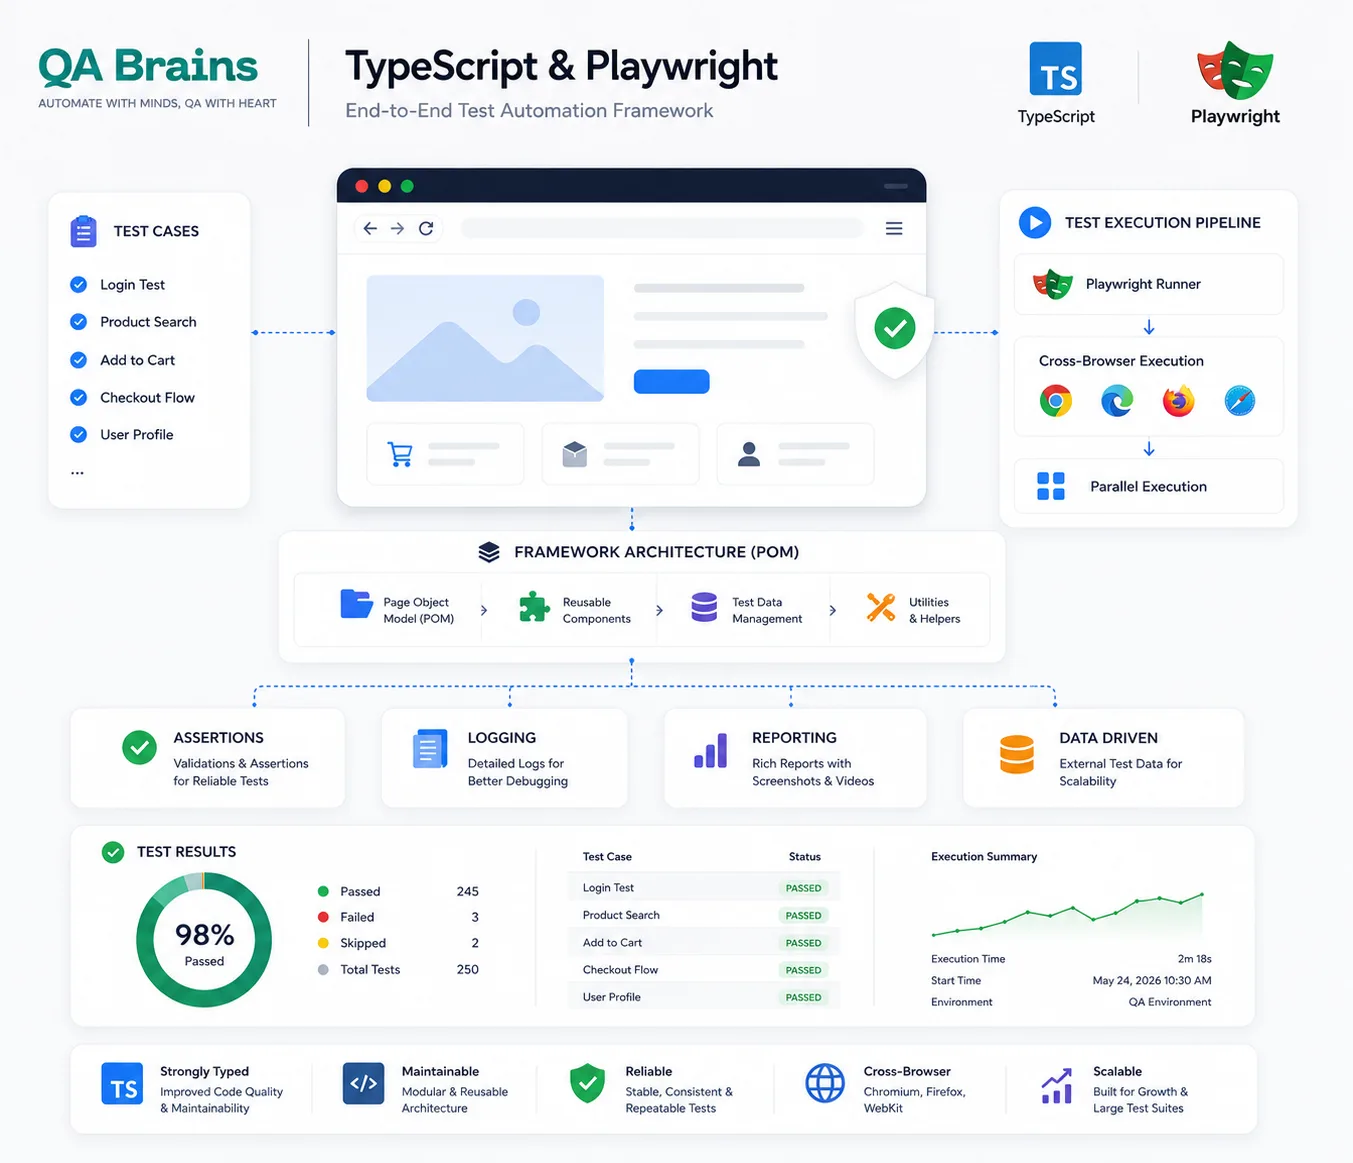 QA Brains
AUTOMATE WITH MINDS, QA WITH HEART
TypeScript & Playwright
End-to-End Test Automation Framework
TS
TypeScript
Playwright
TEST CASES
Login Test
Product Search
Add to Cart
Checkout Flow
User Profile
...
TEST EXECUTION PIPELINE
Playwright Runner
Cross-Browser Execution
Parallel Execution
FRAMEWORK ARCHITECTURE (POM)
Page Object
Model (POM)
Reusable
Components
Test Data
Management
Utilities
& Helpers
ASSERTIONS
Validations & Assertions
for Reliable Tests
LOGGING
Detailed Logs for
Better Debugging
REPORTING
Rich Reports with
Screenshots & Videos
DATA DRIVEN
External Test Data for
Scalability
TEST RESULTS
98%
Passed
Passed 245
Failed 3
Skipped 2
Total Tests 250
Test Case Status
Login Test PASSED
Product Search PASSED
Add to Cart PASSED
Checkout Flow PASSED
User Profile PASSED
Execution Summary
Execution Time 2m 18s
Start Time May 24, 2026 10:30 AM
Environment QA Environment
TS
Strongly Typed
Improved Code Quality
& Maintainability
</>
Maintainable
Modular & Reusable
Architecture
Reliable
Stable, Consistent &
Repeatable Tests
Cross-Browser
Chromium, Firefox,
WebKit
Scalable
Built for Growth &
Large Test Suites